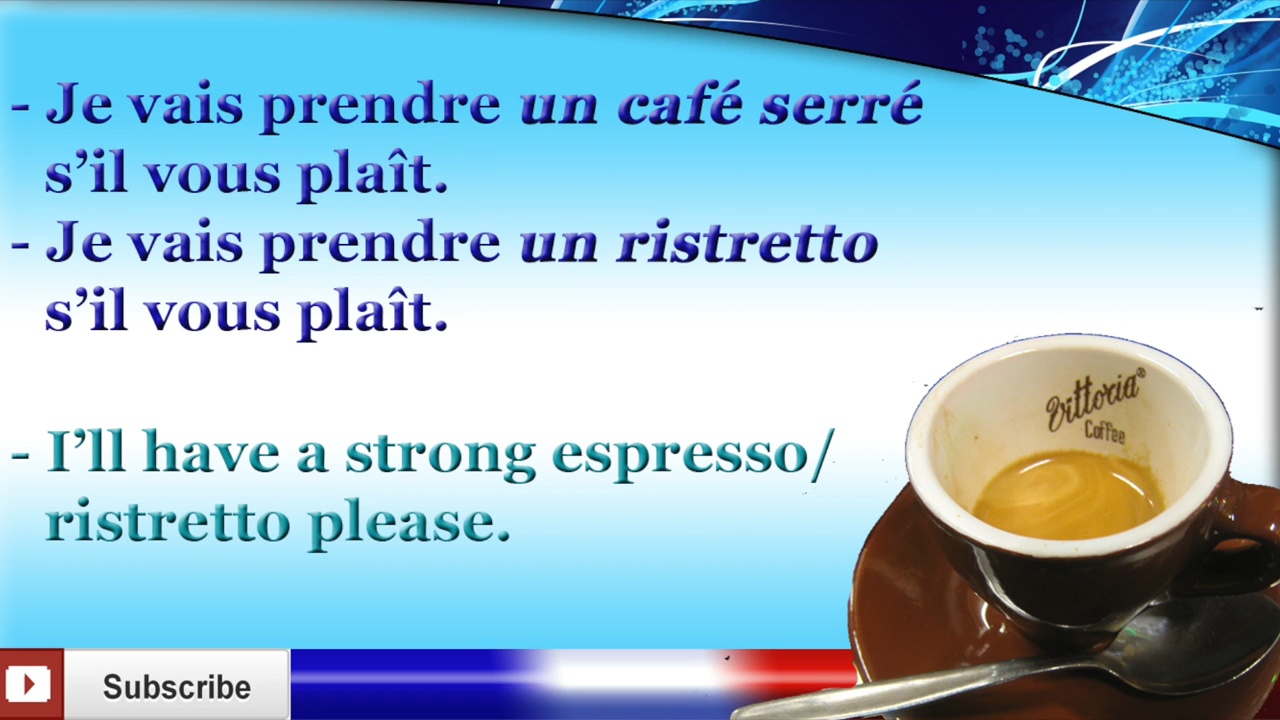 - Je vais prendre un café serré
s’il vous plaît.
- Je vais prendre un ristretto
s’il vous plaît.
- I’ll have a strong espresso/
ristretto please.
Vittoria®
Coffee
Subscribe